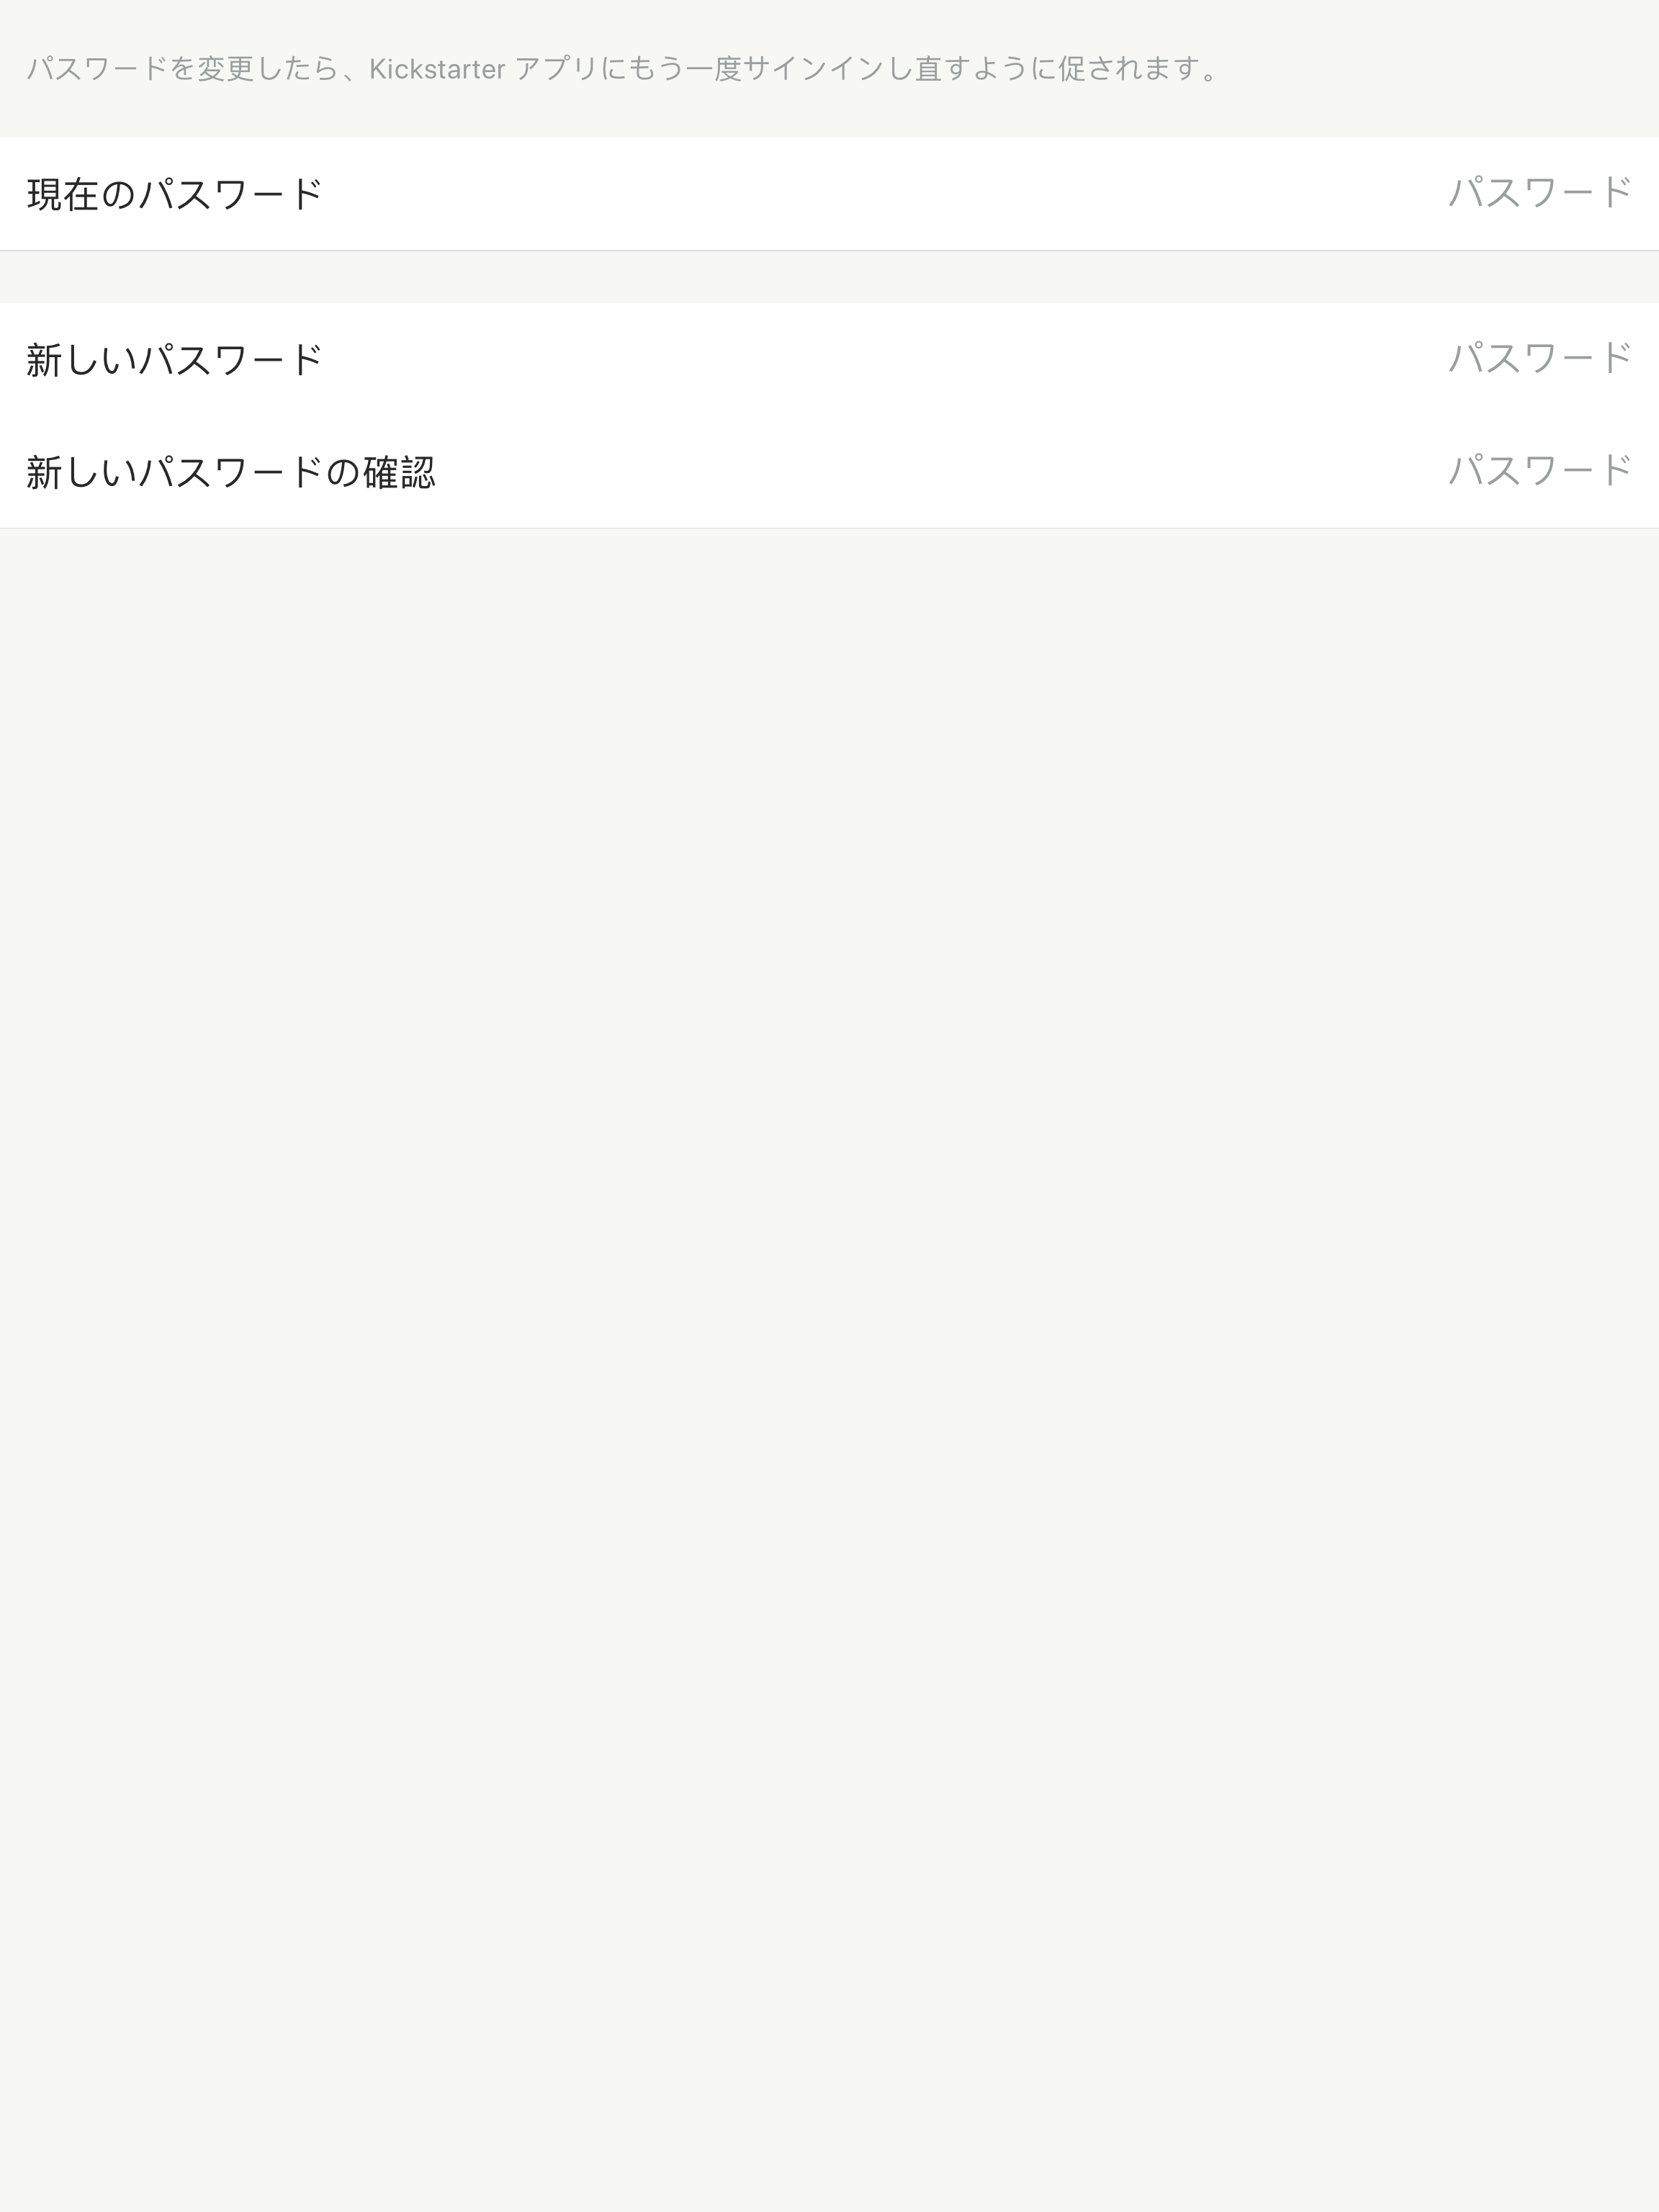 パスワードを変更したら、Kickstarter アプリにもう一度サインインし直すように促されます。
現在のパスワード パスワード
新しいパスワード パスワード
新しいパスワードの確認 パスワード